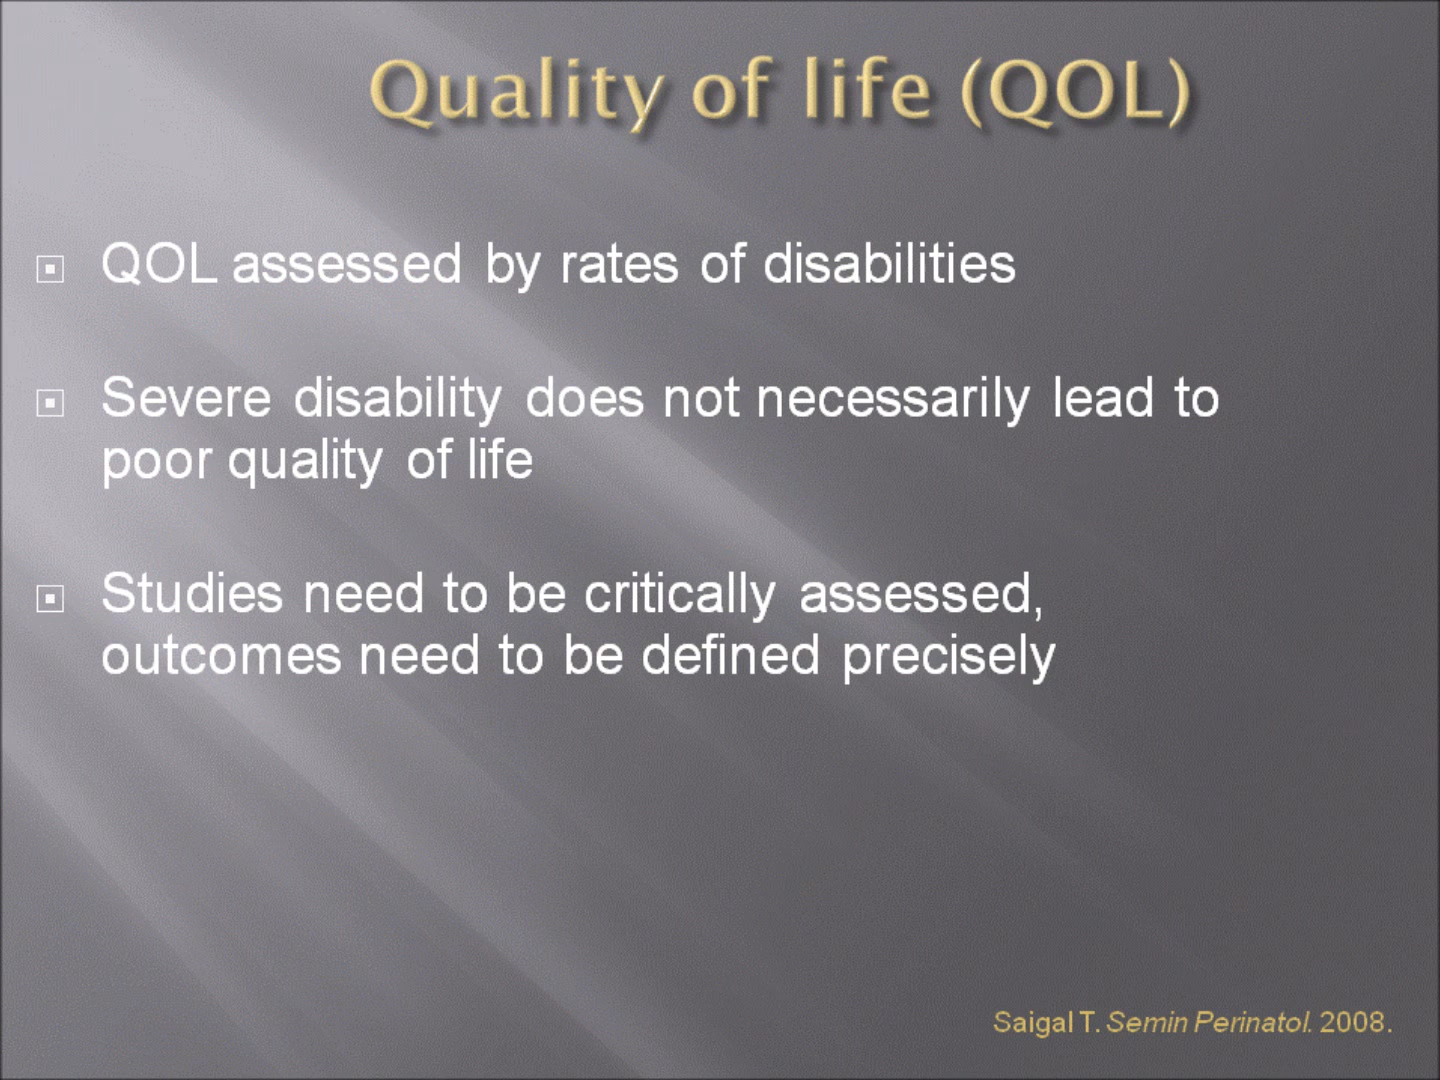 Quality of life (QOL)
QOL assessed by rates of disabilities
Severe disability does not necessarily lead to
poor quality of life
Studies need to be critically assessed,
outcomes need to be defined precisely
Saigal T. Semin Perinatol. 2008.